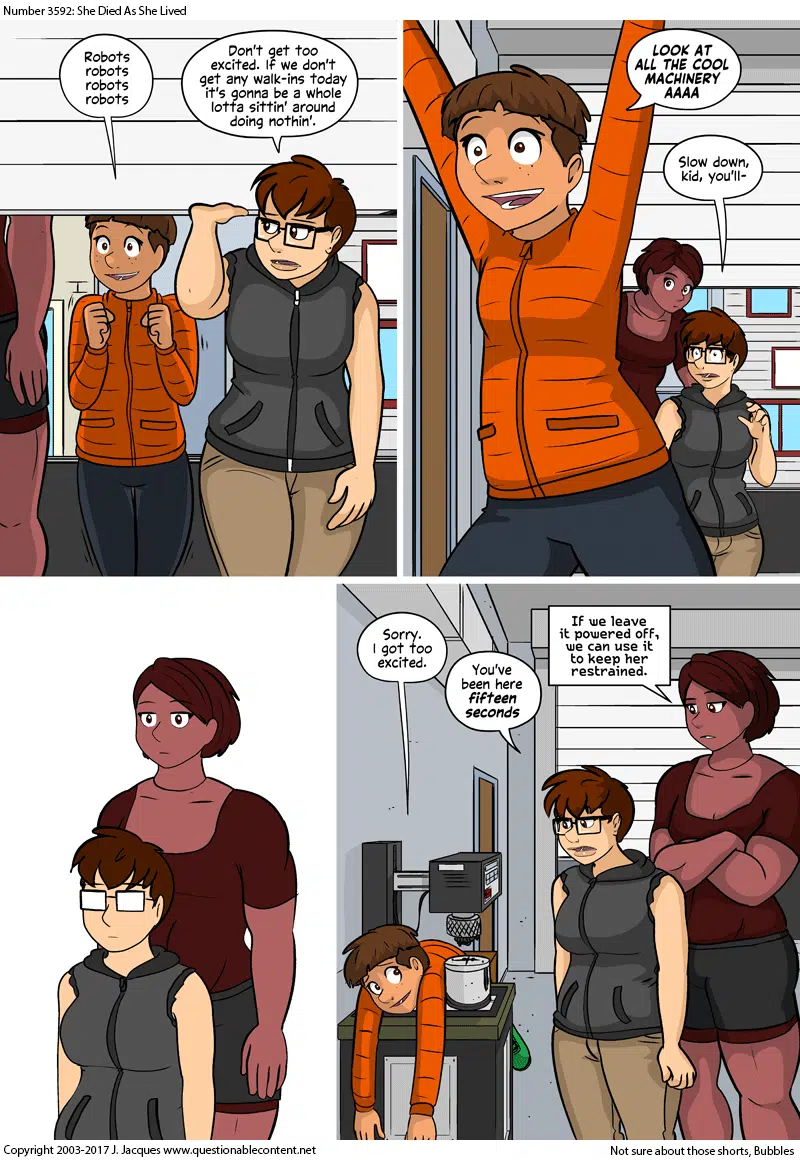 Number 3592: She Died As She Lived
Robots
robots
robots
robots
Don't get too
excited. If we don't
get any walk-ins today
it's gonna be a whole
lotta sittin' around
doing nothin'.
LOOK AT
ALL THE COOL
MACHINERY
AAAA
Slow down,
kid, you'll-
Sorry.
I got too
excited.
You've
been here
fifteen
seconds
If we leave
it powered off,
we can use it
to keep her
restrained.
Copyright 2003-2017 J. Jacques www.questionablecontent.net
Not sure about those shorts, Bubbles